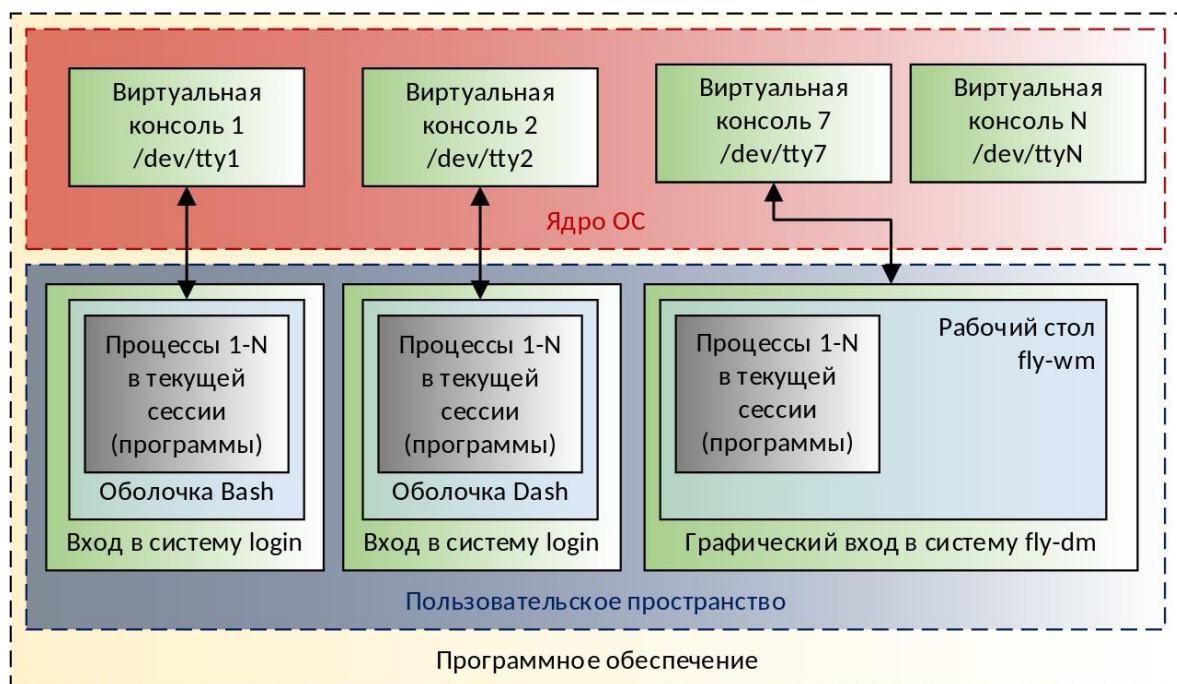 Виртуальная
консоль 1
/dev/tty1
Виртуальная
консоль 2
/dev/tty2
Виртуальная
консоль 7
/dev/tty7
Виртуальная
консоль N
/dev/ttyN
Ядро ОС
Процессы 1-N
в текущей
сессии
(программы)
Оболочка Bash
Вход в систему login
Процессы 1-N
в текущей
сессии
(программы)
Оболочка Dash
Вход в систему login
Процессы 1-N
в текущей
сессии
(программы)
Рабочий стол
fly-wm
Графический вход в систему fly-dm
Пользовательское пространство
Программное обеспечение